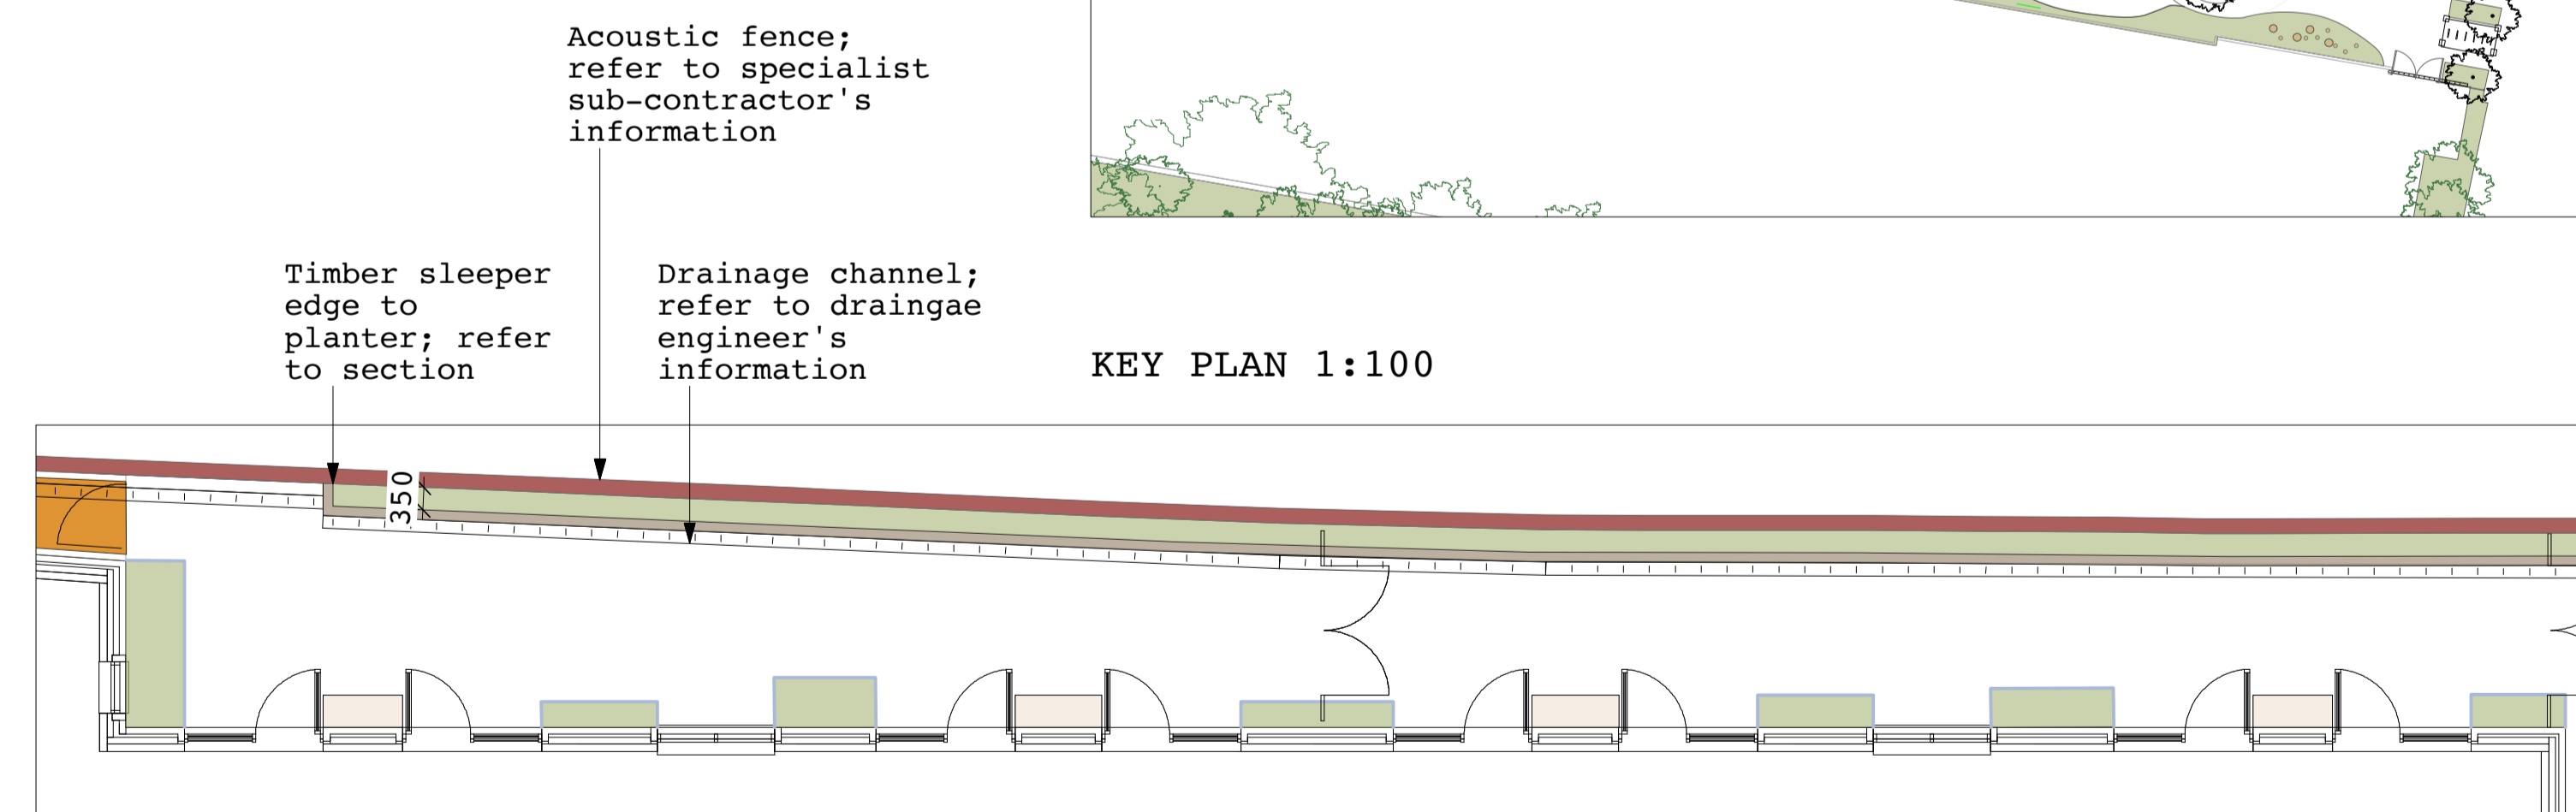 Acoustic fence;
refer to specialist
sub-contractor's
information
Timber sleeper
edge to
planter; refer
to section
Drainage channel;
refer to draingae
engineer's
information
KEY PLAN 1:100
350